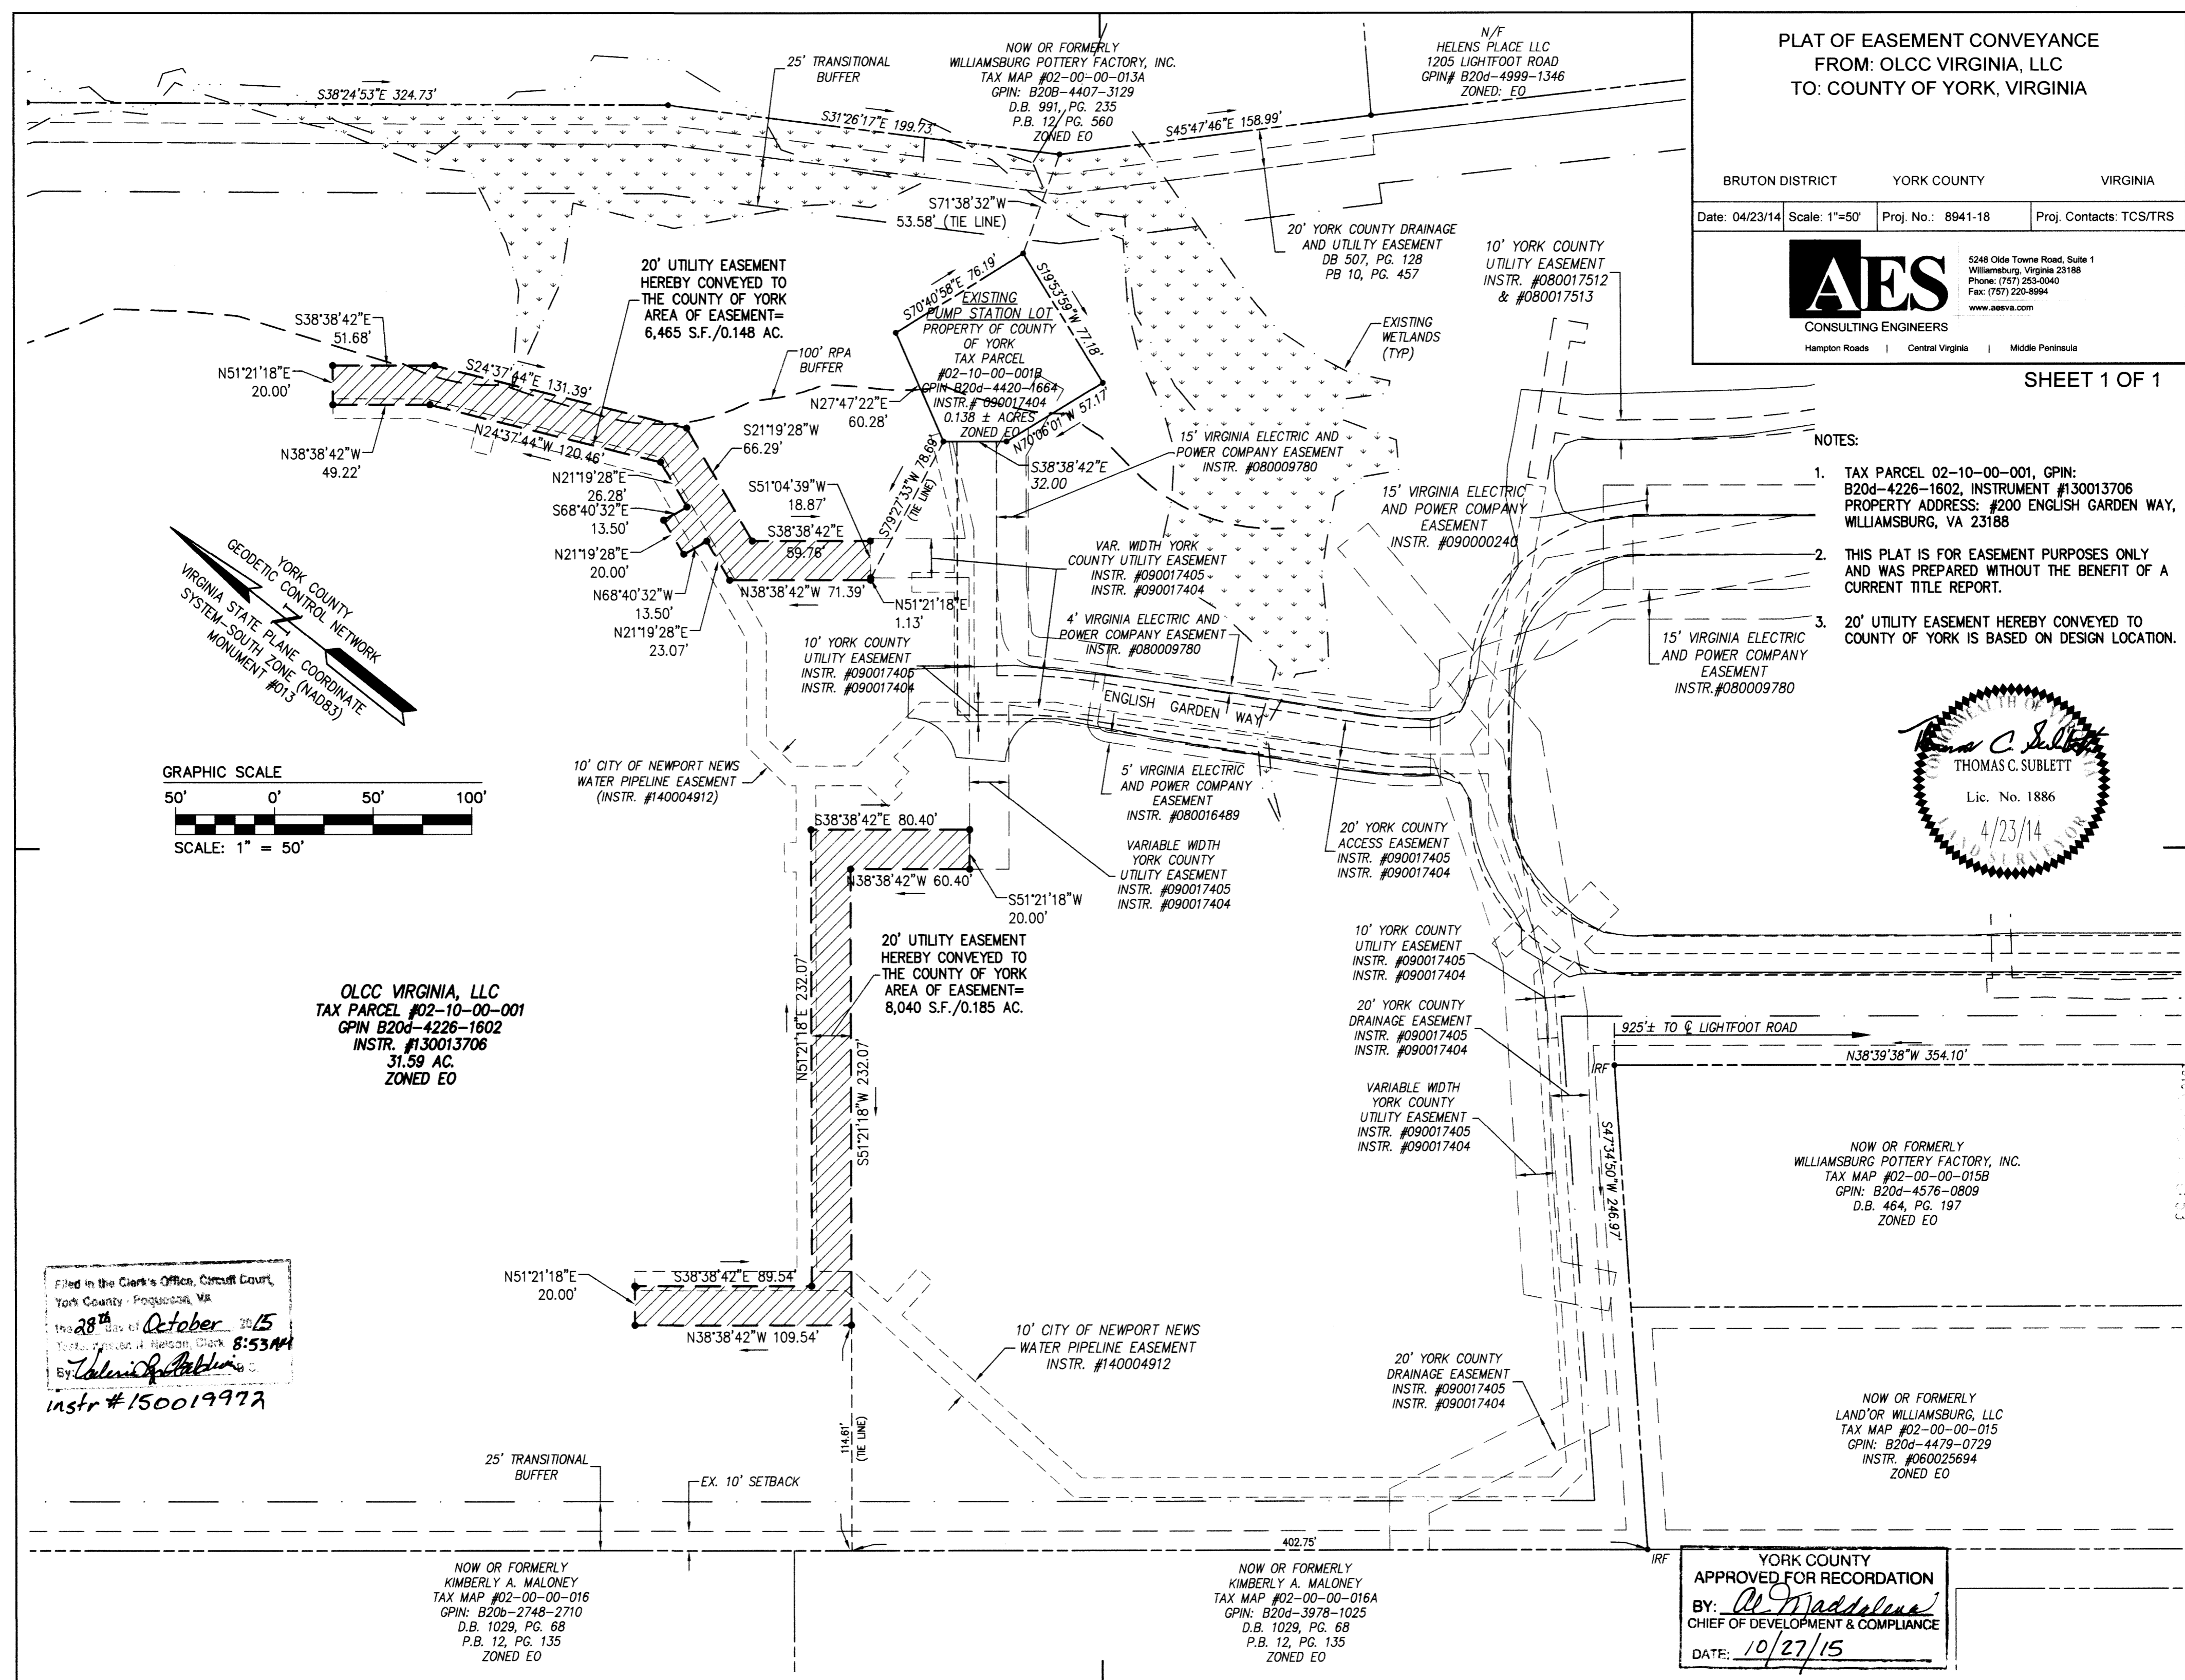 PLAT OF EASEMENT CONVEYANCE
FROM: OLCC VIRGINIA, LLC
TO: COUNTY OF YORK, VIRGINIA
BRUTON DISTRICT
YORK COUNTY
VIRGINIA
Date: 04/23/14
Scale: 1"=50'
Proj. No.: 8941-18
Proj. Contacts: TCS/TRS
AES
CONSULTING ENGINEERS
5248 Olde Towne Road, Suite 1
Williamsburg, Virginia 23188
Phone: (757) 253-0040
Fax: (757) 220-8994
www.aesva.com
Hampton Roads | Central Virginia | Middle Peninsula
SHEET 1 OF 1
NOTES:
1. TAX PARCEL 02-10-00-001, GPIN:
B20d-4226-1602, INSTRUMENT #130013706
PROPERTY ADDRESS: #200 ENGLISH GARDEN WAY,
WILLIAMSBURG, VA 23188
2. THIS PLAT IS FOR EASEMENT PURPOSES ONLY
AND WAS PREPARED WITHOUT THE BENEFIT OF A
CURRENT TITLE REPORT.
3. 20' UTILITY EASEMENT HEREBY CONVEYED TO
COUNTY OF YORK IS BASED ON DESIGN LOCATION.
COMMONWEALTH OF VIRGINIA
Thomas C. Sublett
THOMAS C. SUBLETT
Lic. No. 1886
4/23/14
LAND SURVEYOR
S38°24'53"E 324.73'
25' TRANSITIONAL
BUFFER
S31°26'17"E 199.73'
NOW OR FORMERLY
WILLIAMSBURG POTTERY FACTORY, INC.
TAX MAP #02-00-00-013A
GPIN: B20B-4407-3129
D.B. 991, PG. 235
P.B. 12, PG. 560
ZONED EO
S45°47'46"E 158.99'
N/F
HELENS PLACE LLC
1205 LIGHTFOOT ROAD
GPIN# B20d-4999-1346
ZONED: EO
S71°38'32"W
53.58' (TIE LINE)
20' YORK COUNTY DRAINAGE
AND UTLILTY EASEMENT
DB 507, PG. 128
PB 10, PG. 457
10' YORK COUNTY
UTILITY EASEMENT
INSTR. #080017512
& #080017513
20' UTILITY EASEMENT
HEREBY CONVEYED TO
THE COUNTY OF YORK
AREA OF EASEMENT=
6,465 S.F./0.148 AC.
S70°40'58"E 76.19'
S19°53'59"W 77.18'
EXISTING
PUMP STATION LOT
PROPERTY OF COUNTY
OF YORK
TAX PARCEL
#02-10-00-001B
GPIN B20d-4420-1664
INSTR.# 090017404
0.138 ± ACRES
ZONED EO
EXISTING
WETLANDS
(TYP)
100' RPA
BUFFER
N27°47'22"E
60.28'
N70°06'01"W 57.17'
S38°38'42"E
32.00
S79°27'33"W 78.69'
(TIE LINE)
S38°38'42"E
51.68'
N51°21'18"E
20.00'
S24°37'44"E 131.39'
N24°37'44"W 120.46'
N38°38'42"W
49.22'
S21°19'28"W
66.29'
N21°19'28"E
26.28'
S68°40'32"E
13.50'
N21°19'28"E
20.00'
N68°40'32"W
13.50'
N21°19'28"E
23.07'
S51°04'39"W
18.87'
S38°38'42"E
59.76'
N38°38'42"W 71.39'
N51°21'18"E
1.13'
15' VIRGINIA ELECTRIC AND
POWER COMPANY EASEMENT
INSTR. #080009780
15' VIRGINIA ELECTRIC
AND POWER COMPANY
EASEMENT
INSTR. #090000240
VAR. WIDTH YORK
COUNTY UTILITY EASEMENT
INSTR. #090017405
INSTR. #090017404
4' VIRGINIA ELECTRIC AND
POWER COMPANY EASEMENT
INSTR. #080009780
10' YORK COUNTY
UTILITY EASEMENT
INSTR. #090017405
INSTR. #090017404
15' VIRGINIA ELECTRIC
AND POWER COMPANY
EASEMENT
INSTR.#080009780
ENGLISH GARDEN WAY
YORK COUNTY
GEODETIC CONTROL NETWORK
VIRGINIA STATE PLANE COORDINATE
SYSTEM-SOUTH ZONE (NAD83)
MONUMENT #013
GRAPHIC SCALE
50' 0' 50' 100'
SCALE: 1" = 50'
10' CITY OF NEWPORT NEWS
WATER PIPELINE EASEMENT
(INSTR. #140004912)
5' VIRGINIA ELECTRIC
AND POWER COMPANY
EASEMENT
INSTR. #080016489
VARIABLE WIDTH
YORK COUNTY
UTILITY EASEMENT
INSTR. #090017405
INSTR. #090017404
20' YORK COUNTY
ACCESS EASEMENT
INSTR. #090017405
INSTR. #090017404
S38°38'42"E 80.40'
N38°38'42"W 60.40'
S51°21'18"W
20.00'
20' UTILITY EASEMENT
HEREBY CONVEYED TO
THE COUNTY OF YORK
AREA OF EASEMENT=
8,040 S.F./0.185 AC.
N51°21'18"E 232.07'
S51°21'18"W 232.07'
OLCC VIRGINIA, LLC
TAX PARCEL #02-10-00-001
GPIN B20d-4226-1602
INSTR. #130013706
31.59 AC.
ZONED EO
10' YORK COUNTY
UTILITY EASEMENT
INSTR. #090017405
INSTR. #090017404
20' YORK COUNTY
DRAINAGE EASEMENT
INSTR. #090017405
INSTR. #090017404
VARIABLE WIDTH
YORK COUNTY
UTILITY EASEMENT
INSTR. #090017405
INSTR. #090017404
925'± TO ℄ LIGHTFOOT ROAD
N38°39'38"W 354.10'
IRF
S47°34'50"W 246.97'
NOW OR FORMERLY
WILLIAMSBURG POTTERY FACTORY, INC.
TAX MAP #02-00-00-015B
GPIN: B20d-4576-0809
D.B. 464, PG. 197
ZONED EO
N51°21'18"E
20.00'
S38°38'42"E 89.54'
N38°38'42"W 109.54'
10' CITY OF NEWPORT NEWS
WATER PIPELINE EASEMENT
INSTR. #140004912
20' YORK COUNTY
DRAINAGE EASEMENT
INSTR. #090017405
INSTR. #090017404
NOW OR FORMERLY
LAND'OR WILLIAMSBURG, LLC
TAX MAP #02-00-00-015
GPIN: B20d-4479-0729
INSTR. #060025694
ZONED EO
Filed in the Clerk's Office, Circuit Court,
York County - Poquoson, VA
the 28th day of October 2015
Nelson, Clerk 8:53AM
By:
instr #150019972
114.61'
(TIE LINE)
25' TRANSITIONAL
BUFFER
EX. 10' SETBACK
402.75'
IRF
NOW OR FORMERLY
KIMBERLY A. MALONEY
TAX MAP #02-00-00-016
GPIN: B20b-2748-2710
D.B. 1029, PG. 68
P.B. 12, PG. 135
ZONED EO
NOW OR FORMERLY
KIMBERLY A. MALONEY
TAX MAP #02-00-00-016A
GPIN: B20d-3978-1025
D.B. 1029, PG. 68
P.B. 12, PG. 135
ZONED EO
YORK COUNTY
APPROVED FOR RECORDATION
BY: Al Maddalena
CHIEF OF DEVELOPMENT & COMPLIANCE
DATE: 10/27/15